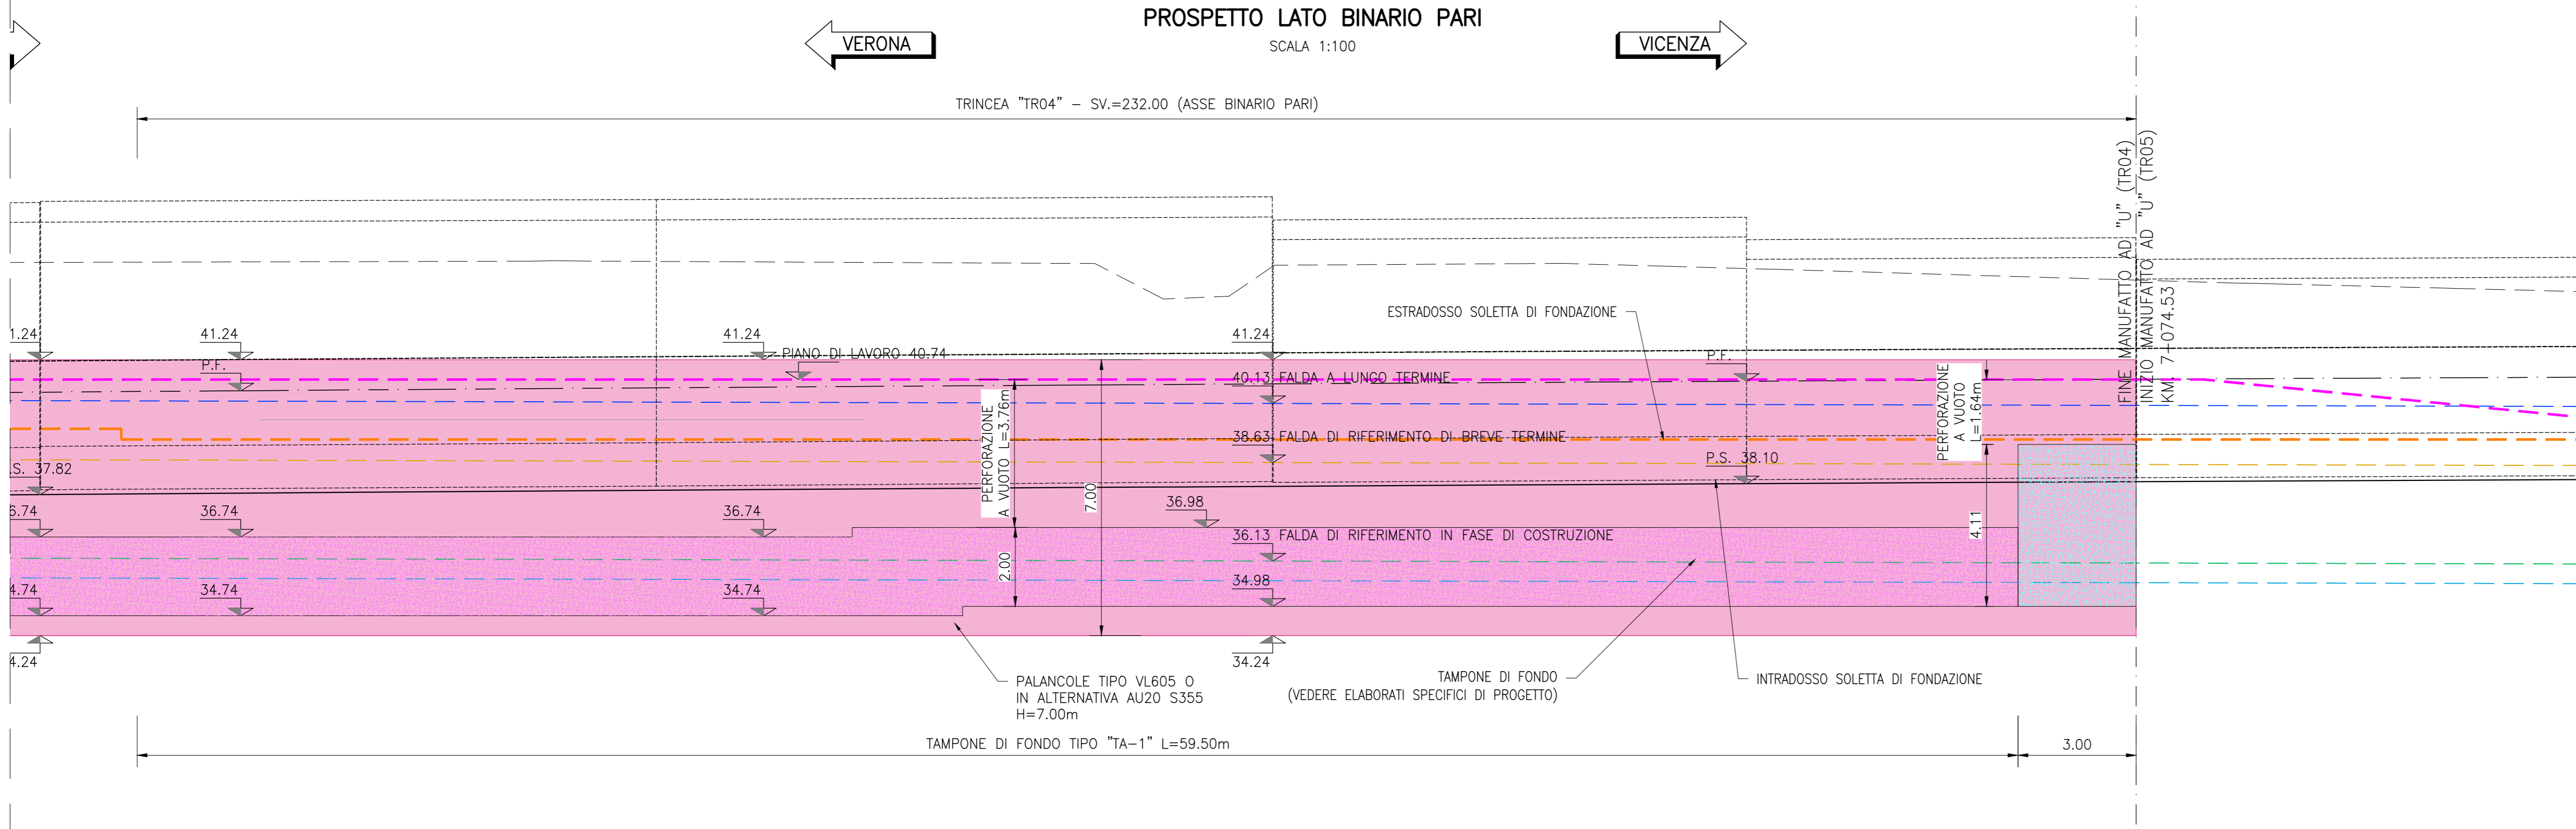 PROSPETTO LATO BINARIO PARI
SCALA 1:100
VERONA
VICENZA
TRINCEA "TR04" - SV.=232.00 (ASSE BINARIO PARI)
FINE MANUFATTO AD "U" (TR04)
INIZIO MANUFATTO AD "U" (TR05)
KM. 7+074.53
ESTRADOSSO SOLETTA DI FONDAZIONE
1.24
41.24
41.24
41.24
PIANO DI LAVORO 40.74
P.F.
P.F.
40.13 FALDA A LUNGO TERMINE
PERFORAZIONE
A VUOTO L=3.76m
PERFORAZIONE
A VUOTO
L=1.64m
38.63 FALDA DI RIFERIMENTO DI BREVE TERMINE
.S. 37.82
P.S. 38.10
7.00
36.98
6.74
36.74
36.74
4.11
36.13 FALDA DI RIFERIMENTO IN FASE DI COSTRUZIONE
2.00
34.98
4.74
34.74
34.74
4.24
34.24
PALANCOLE TIPO VL605 O
IN ALTERNATIVA AU20 S355
H=7.00m
TAMPONE DI FONDO
(VEDERE ELABORATI SPECIFICI DI PROGETTO)
INTRADOSSO SOLETTA DI FONDAZIONE
TAMPONE DI FONDO TIPO "TA-1" L=59.50m
3.00